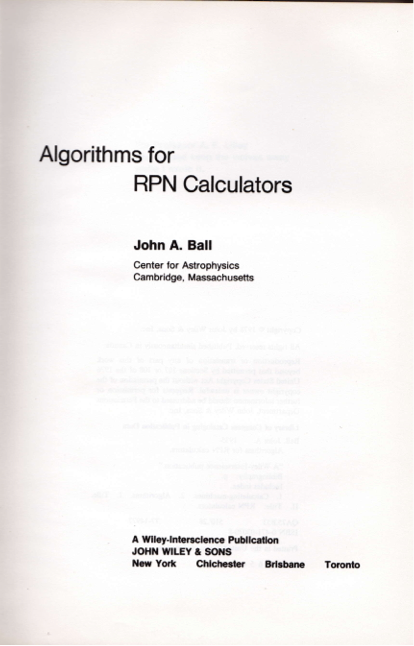 Algorithms for
RPN Calculators
John A. Ball
Center for Astrophysics
Cambridge, Massachusetts
A Wiley-Interscience Publication
JOHN WILEY & SONS
New York Chichester Brisbane Toronto